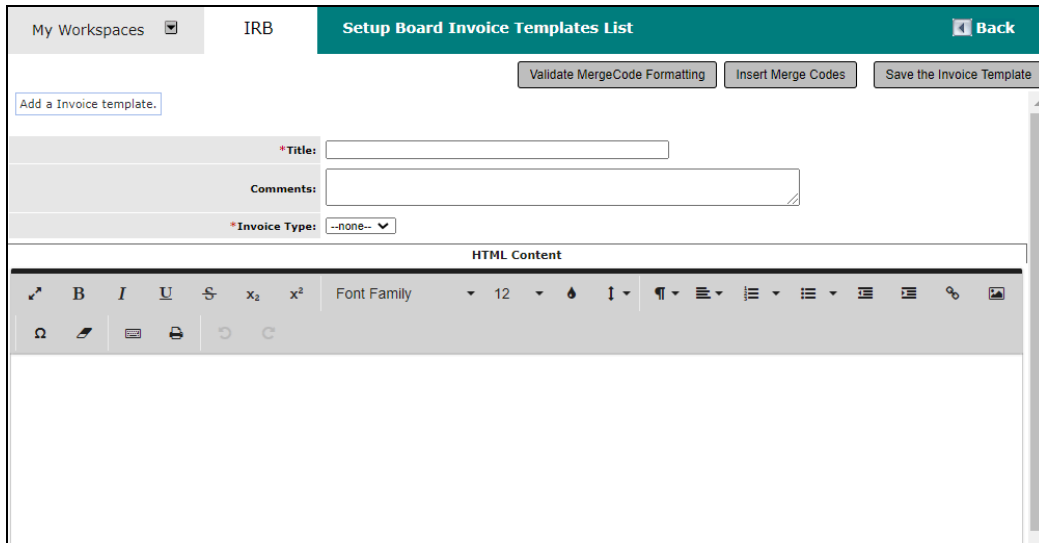 My Workspaces IRB Setup Board Invoice Templates List Back
Validate MergeCode Formatting Insert Merge Codes Save the Invoice Template
Add a Invoice template.
*Title:
Comments:
*Invoice Type: --none--
HTML Content
B I U S x₂ x² Font Family 12 ¶
Ω